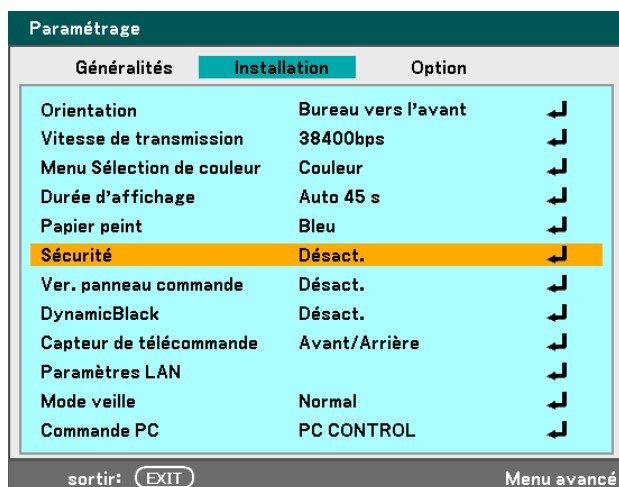 Paramétrage
Généralités Installation Option
Orientation Bureau vers l'avant
Vitesse de transmission 38400bps
Menu Sélection de couleur Couleur
Durée d'affichage Auto 45 s
Papier peint Bleu
Sécurité Désact.
Ver. panneau commande Désact.
DynamicBlack Désact.
Capteur de télécommande Avant/Arrière
Paramètres LAN
Mode veille Normal
Commande PC PC CONTROL
sortir: EXIT Menu avancé